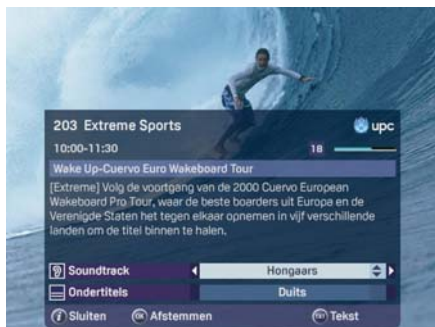 203 Extreme Sports
upc
10:00-11:30
18
Wake Up-Cuervo Euro Wakeboard Tour
[Extreme] Volg de voortgang van de 2000 Cuervo European
Wakeboard Pro Tour, waar de beste boarders uit Europa en de
Verenigde Staten het tegen elkaar opnemen in vijf verschillende
landen om de titel binnen te halen.
Soundtrack Hongaars
Ondertitels Duits
i Sluiten OK Afstemmen TXT Tekst